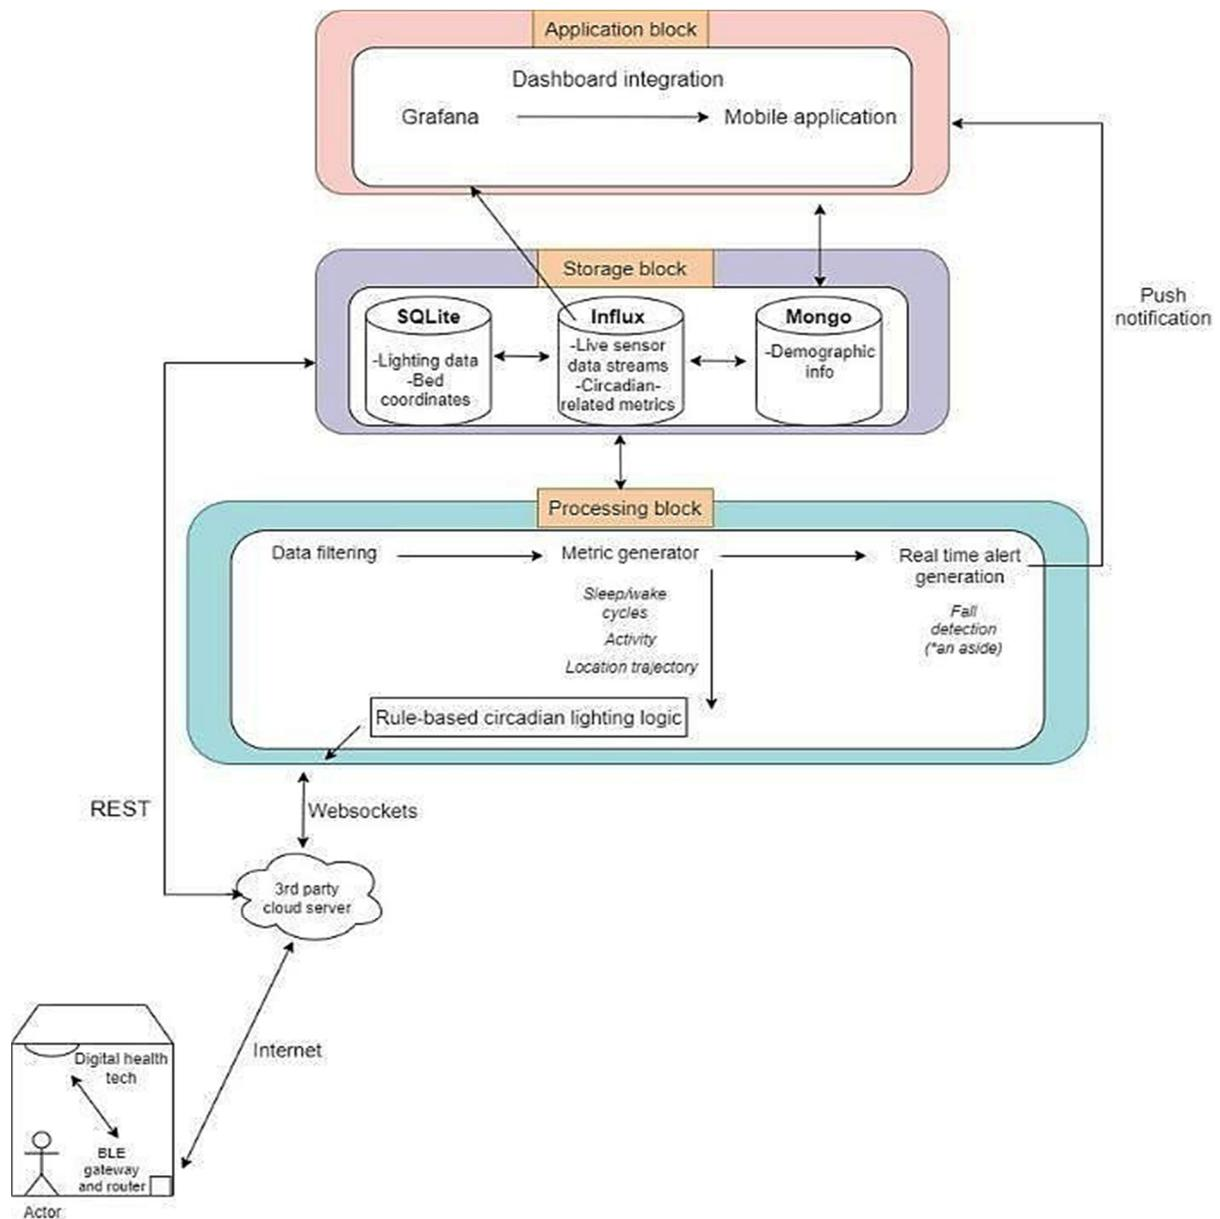 Application block
Dashboard integration
Grafana
Mobile application
Storage block
SQLite
-Lighting data
-Bed
coordinates
Influx
-Live sensor
data streams
-Circadian-
related metrics
Mongo
-Demographic
info
Push
notification
Processing block
Data filtering
Metric generator
Sleep/wake
cycles
Activity
Location trajectory
Real time alert
generation
Fall
detection
(*an aside)
Rule-based circadian lighting logic
REST
Websockets
3rd party
cloud server
Internet
Digital health
tech
BLE
gateway
and router
Actor